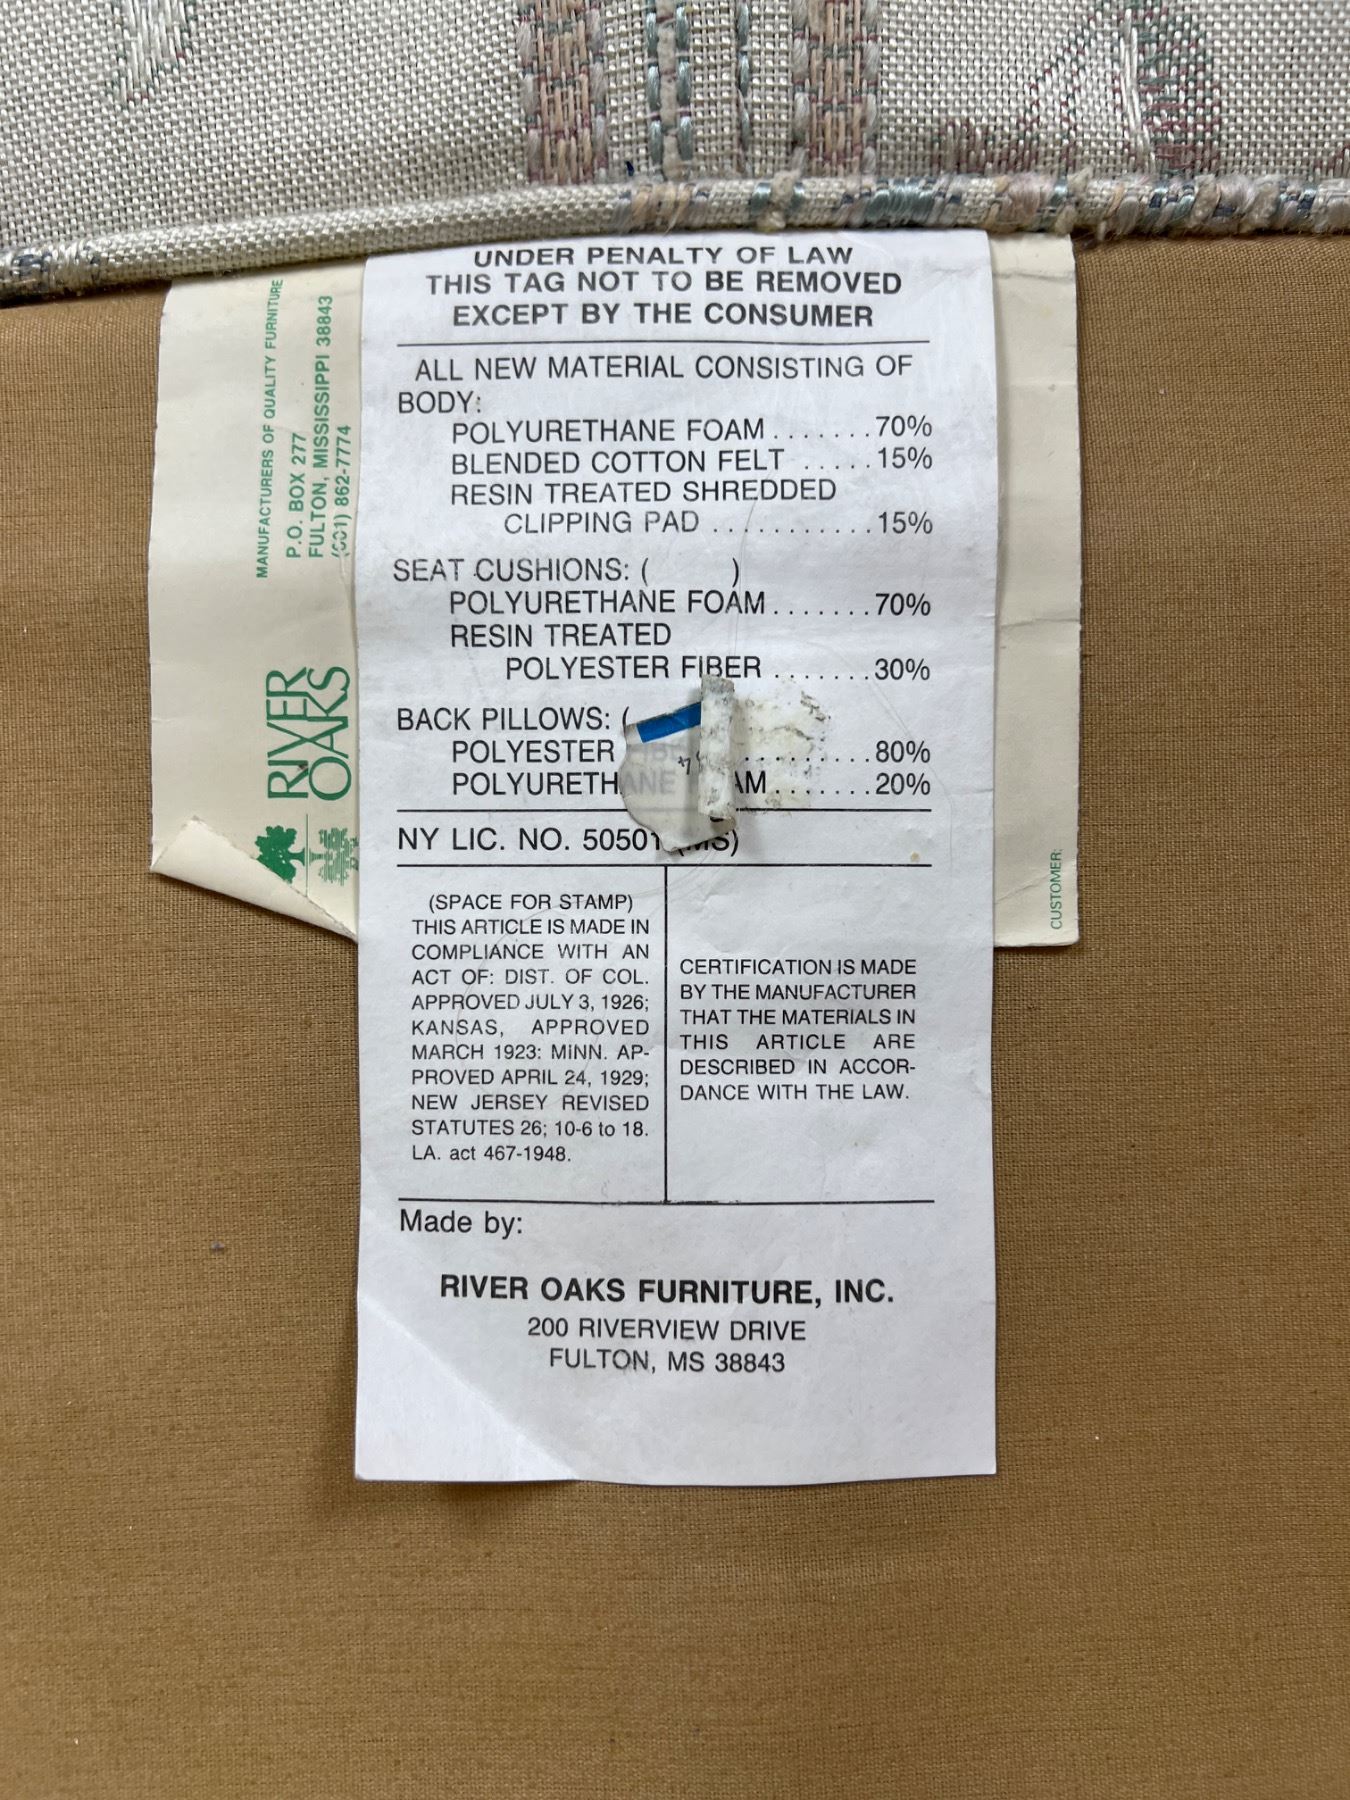 UNDER PENALTY OF LAW
THIS TAG NOT TO BE REMOVED
EXCEPT BY THE CONSUMER
ALL NEW MATERIAL CONSISTING OF
BODY:
POLYURETHANE FOAM.......70%
BLENDED COTTON FELT .....15%
RESIN TREATED SHREDDED
CLIPPING PAD ...........15%
SEAT CUSHIONS: ( )
POLYURETHANE FOAM.......70%
RESIN TREATED
POLYESTER FIBER .......30%
BACK PILLOWS: (
POLYESTER FIBER .........80%
POLYURETHANE FOAM.......20%
NY LIC. NO. 50501 (MS)
(SPACE FOR STAMP)
THIS ARTICLE IS MADE IN
COMPLIANCE WITH AN
ACT OF: DIST. OF COL.
APPROVED JULY 3, 1926;
KANSAS, APPROVED
MARCH 1923: MINN. AP-
PROVED APRIL 24, 1929;
NEW JERSEY REVISED
STATUTES 26; 10-6 to 18.
LA. act 467-1948.
CERTIFICATION IS MADE
BY THE MANUFACTURER
THAT THE MATERIALS IN
THIS ARTICLE ARE
DESCRIBED IN ACCOR-
DANCE WITH THE LAW.
Made by:
RIVER OAKS FURNITURE, INC.
200 RIVERVIEW DRIVE
FULTON, MS 38843
RIVER
OAKS
MANUFACTURERS OF QUALITY FURNITURE
P.O. BOX 277
FULTON, MISSISSIPPI 38843
(601) 862-7774
CUSTOMER: